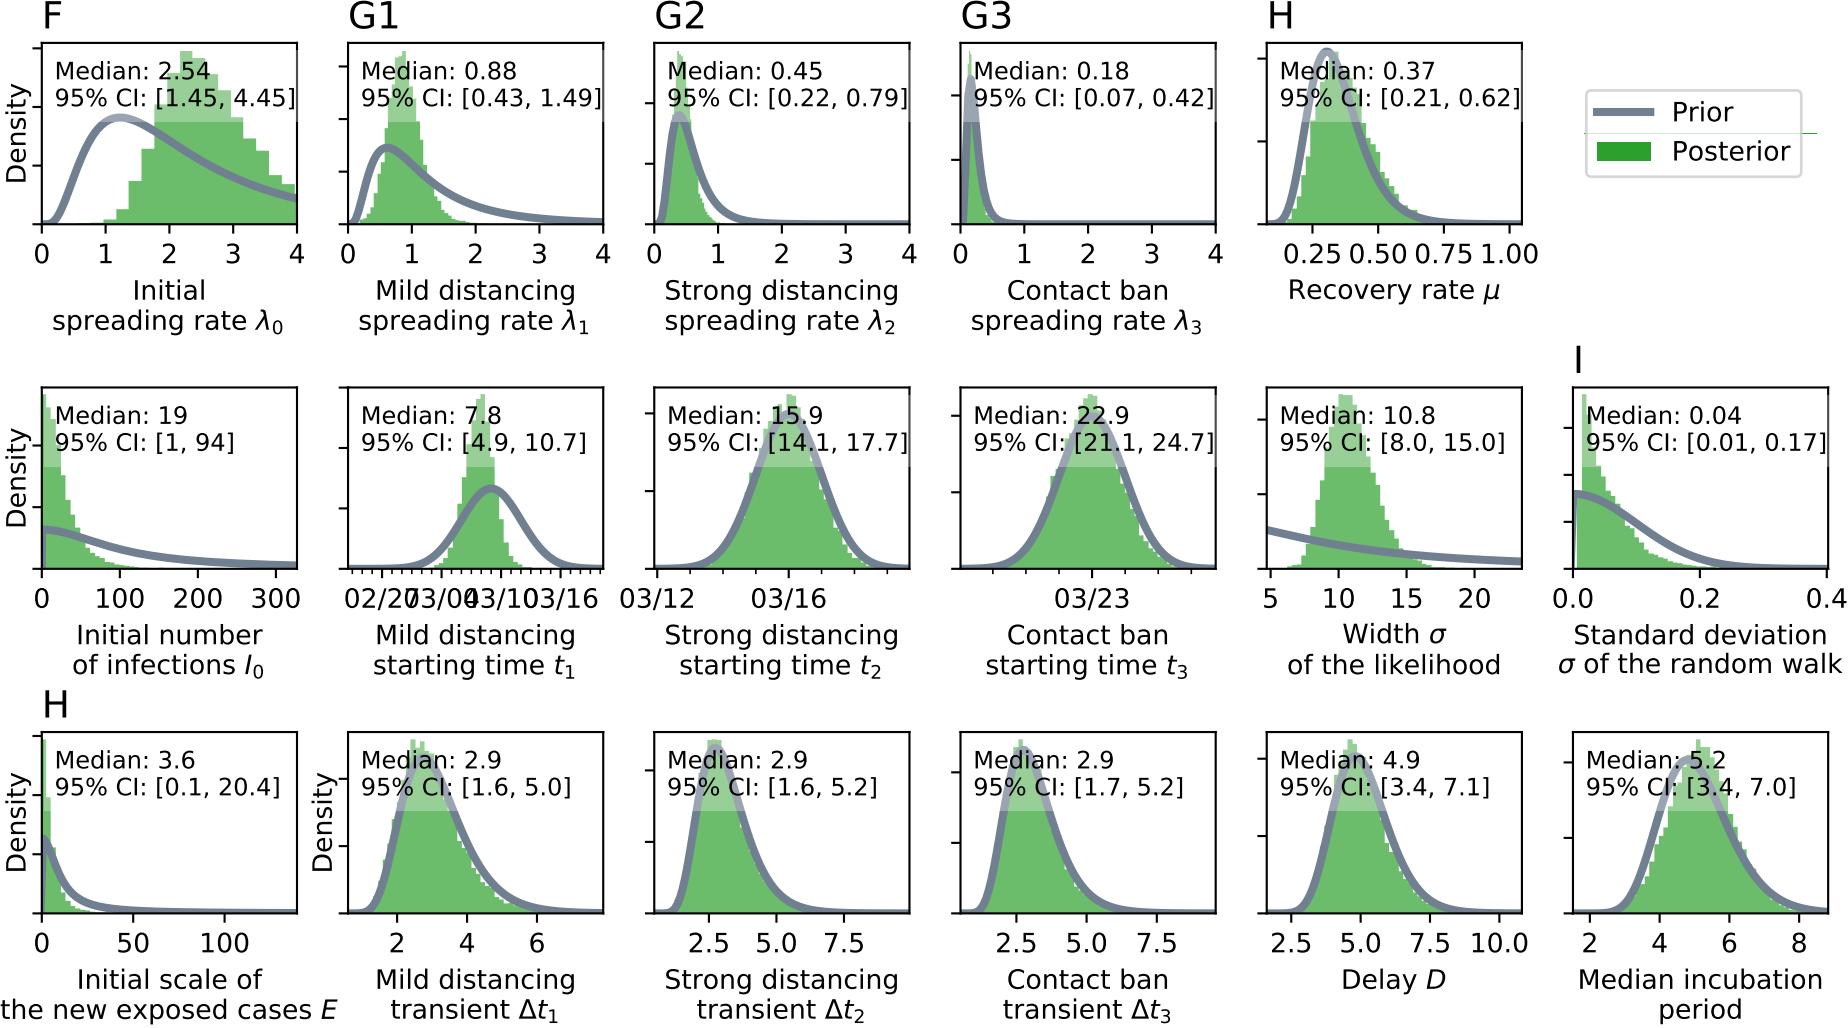 F
G1
G2
G3
H
Density
Median: 2.54
95% CI: [1.45, 4.45]
0 1 2 3 4
Initial
spreading rate λ0
Median: 0.88
95% CI: [0.43, 1.49]
0 1 2 3 4
Mild distancing
spreading rate λ1
Median: 0.45
95% CI: [0.22, 0.79]
0 1 2 3 4
Strong distancing
spreading rate λ2
Median: 0.18
95% CI: [0.07, 0.42]
0 1 2 3 4
Contact ban
spreading rate λ3
Median: 0.37
95% CI: [0.21, 0.62]
0.25 0.50 0.75 1.00
Recovery rate μ
Prior
Posterior
Density
Median: 19
95% CI: [1, 94]
0 100 200 300
Initial number
of infections I0
Median: 7.8
95% CI: [4.9, 10.7]
02/27 03/04 03/10 03/16
Mild distancing
starting time t1
Median: 15.9
95% CI: [14.1, 17.7]
03/12 03/16
Strong distancing
starting time t2
Median: 22.9
95% CI: [21.1, 24.7]
03/23
Contact ban
starting time t3
Median: 10.8
95% CI: [8.0, 15.0]
5 10 15 20
Width σ
of the likelihood
I
Median: 0.04
95% CI: [0.01, 0.17]
0.0 0.2 0.4
Standard deviation
σ of the random walk
H
Density
Median: 3.6
95% CI: [0.1, 20.4]
0 50 100
Initial scale of
the new exposed cases E
Density
Median: 2.9
95% CI: [1.6, 5.0]
2 4 6
Mild distancing
transient Δt1
Median: 2.9
95% CI: [1.6, 5.2]
2.5 5.0 7.5
Strong distancing
transient Δt2
Median: 2.9
95% CI: [1.7, 5.2]
2.5 5.0 7.5
Contact ban
transient Δt3
Median: 4.9
95% CI: [3.4, 7.1]
2.5 5.0 7.5 10.0
Delay D
Median: 5.2
95% CI: [3.4, 7.0]
2 4 6 8
Median incubation
period